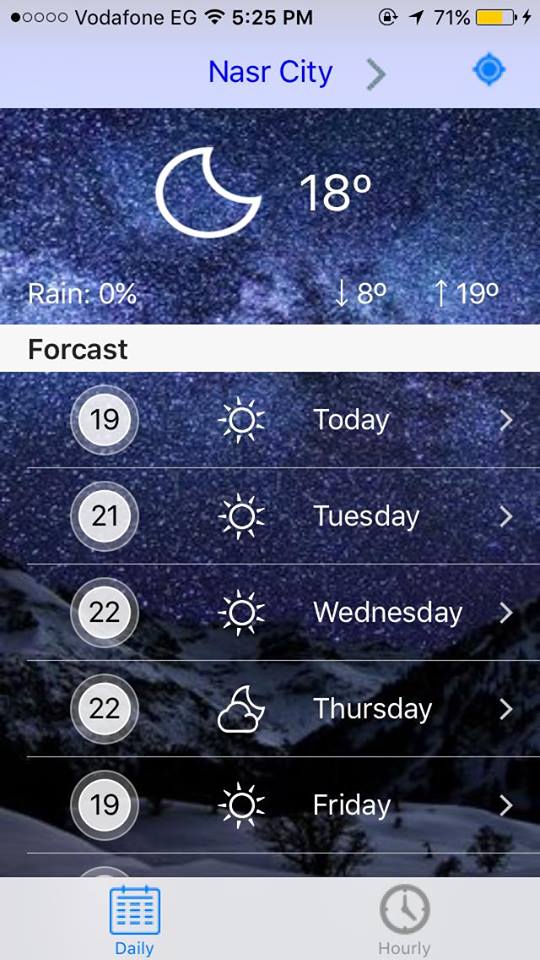 Vodafone EG 5:25 PM 71%
Nasr City
18º
Rain: 0% ↓8º ↑19º
Forcast
19 Today
21 Tuesday
22 Wednesday
22 Thursday
19 Friday
Daily Hourly